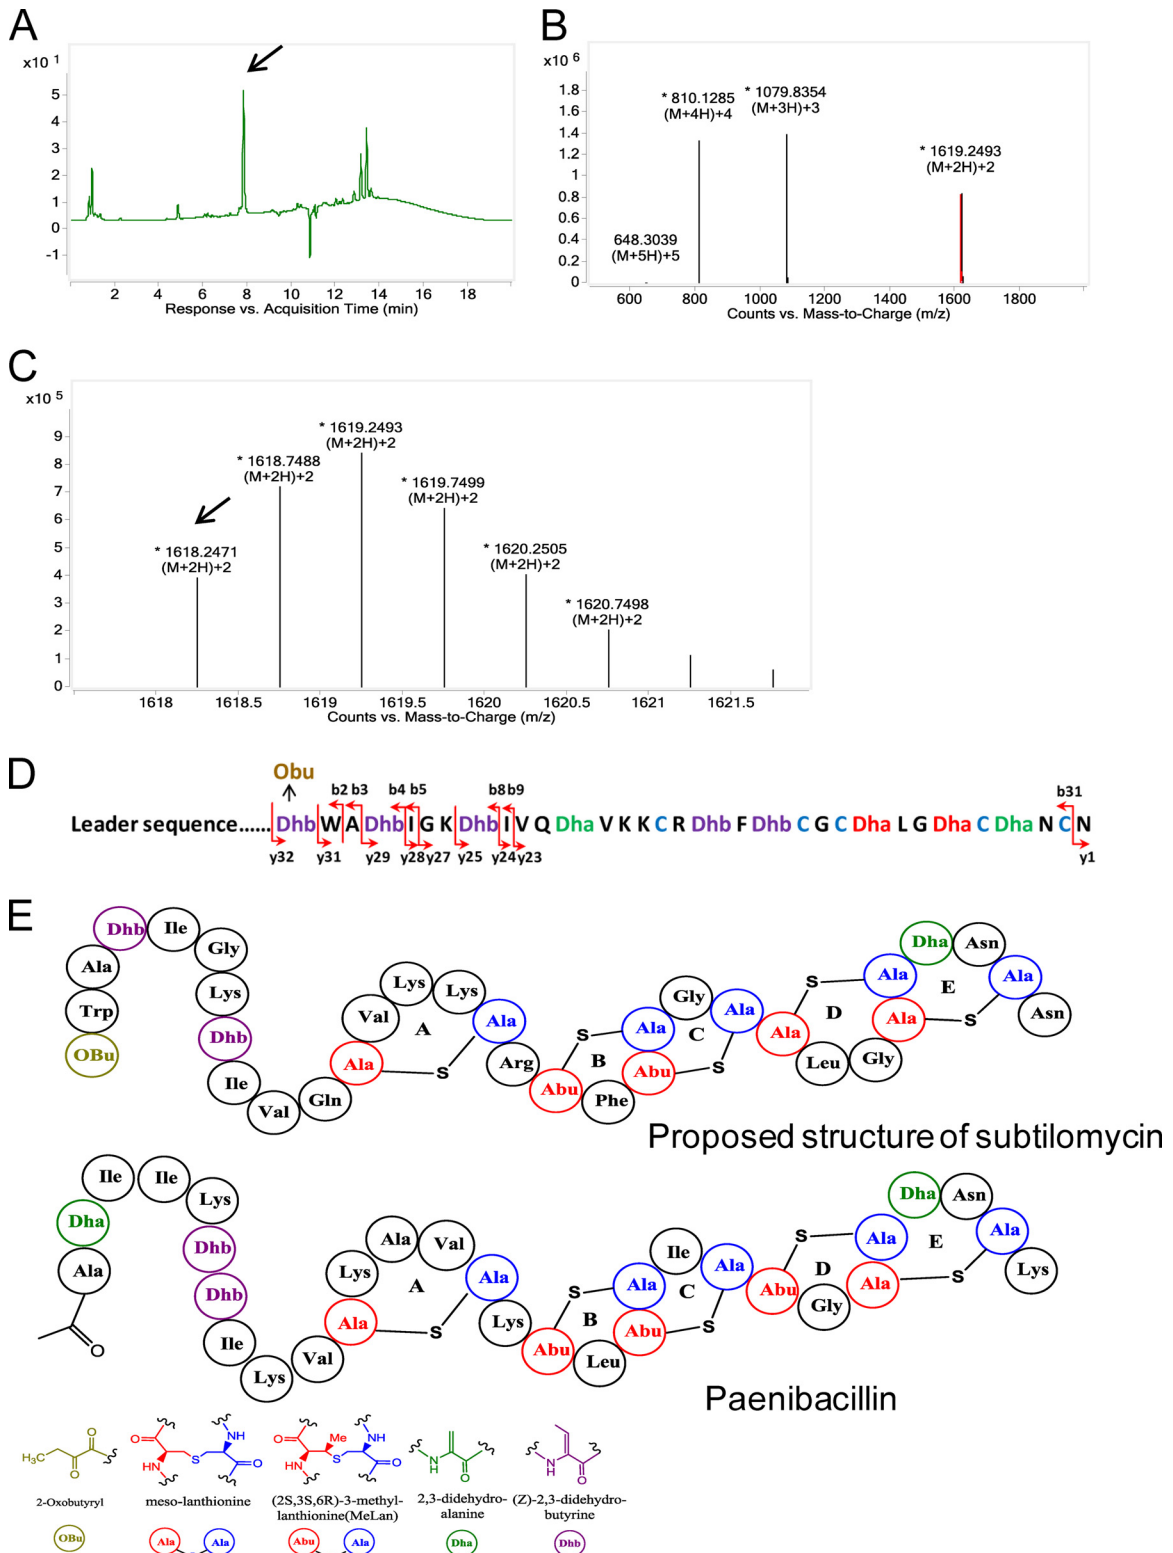 A
x10 1
5
4
3
2
1
0
-1
2 4 6 8 10 12 14 16 18
Response vs. Acquisition Time (min)
B
x10 6
1.8
1.6
1.4
1.2
1
0.8
0.6
0.4
0.2
0
* 810.1285
(M+4H)+4
* 1079.8354
(M+3H)+3
* 1619.2493
(M+2H)+2
648.3039
(M+5H)+5
600 800 1000 1200 1400 1600 1800
Counts vs. Mass-to-Charge (m/z)
C
x10 5
9
8
7
6
5
4
3
2
1
0
* 1618.2471
(M+2H)+2
* 1618.7488
(M+2H)+2
* 1619.2493
(M+2H)+2
* 1619.7499
(M+2H)+2
* 1620.2505
(M+2H)+2
* 1620.7498
(M+2H)+2
1618 1618.5 1619 1619.5 1620 1620.5 1621 1621.5
Counts vs. Mass-to-Charge (m/z)
D
Obu
b2 b3 b4 b5 b8 b9 b31
Leader sequence...... Dhb W A Dhb I G K Dhb I V Q Dha V K K C R Dhb F Dhb C G C Dha L G Dha C Dha N C N
y32 y31 y29 y28 y27 y25 y24 y23 y1
E
OBu
Trp
Ala
Dhb
Ile
Gly
Lys
Dhb
Ile
Val
Gln
Ala
Val
Lys
Lys
Ala
S
A
Arg
Abu
Phe
Abu
S
B
Ala
Gly
Ala
S
C
Ala
Leu
Gly
Ala
S
D
Ala
Dha
Asn
Ala
S
E
Asn
Proposed structure of subtilomycin
O
Ala
Dha
Ile
Ile
Lys
Dhb
Dhb
Ile
Lys
Val
Ala
Lys
Ala
Val
Ala
S
A
Lys
Abu
Leu
Abu
S
B
Ala
Ile
Ala
S
C
Abu
Gly
Ala
S
D
Ala
Dha
Asn
Ala
S
E
Lys
Paenibacillin
H3C
O
O
2-Oxobutyryl
OBu
O
HN
S
NH
O
meso-lanthionine
Ala
Ala
O
HN
Me
S
NH
O
(2S,3S,6R)-3-methyl-
lanthionine(MeLan)
Abu
Ala
N
H
O
2,3-didehydro-
alanine
Dha
NH
O
(Z)-2,3-didehydro-
butyrine
Dhb